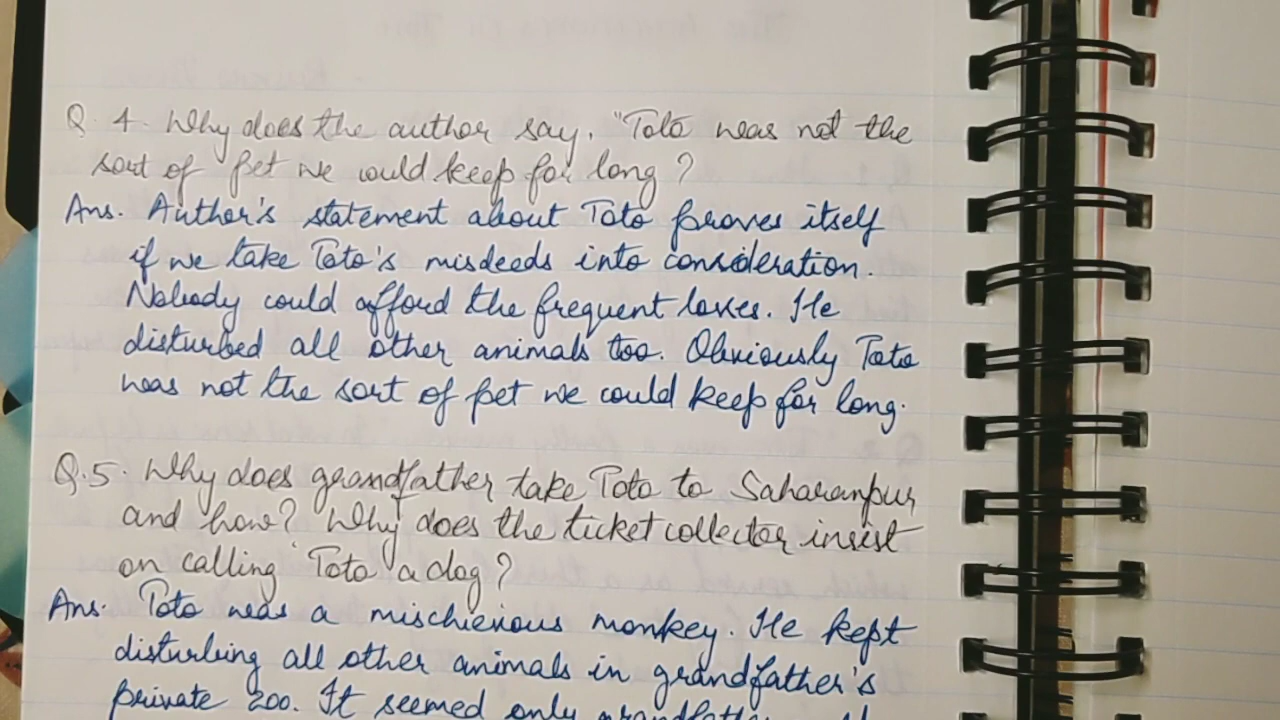 Q. 4. Why does the author say, "Toto was not the
sort of pet we would keep for long?
Ans. Author's statement about Toto proves itself
if we take Toto's misdeeds into consideration.
Nobody could afford the frequent loses. He
disturbed all other animals too. Obviously Toto
was not the sort of pet we could keep for long.
Q.5. Why does grandfather take Toto to Saharanpur
and how? Why does the ticket collector insist
on calling Toto a dog?
Ans. Toto was a mischievous monkey. He kept
disturbing all other animals in grandfather's
private zoo. It seemed only